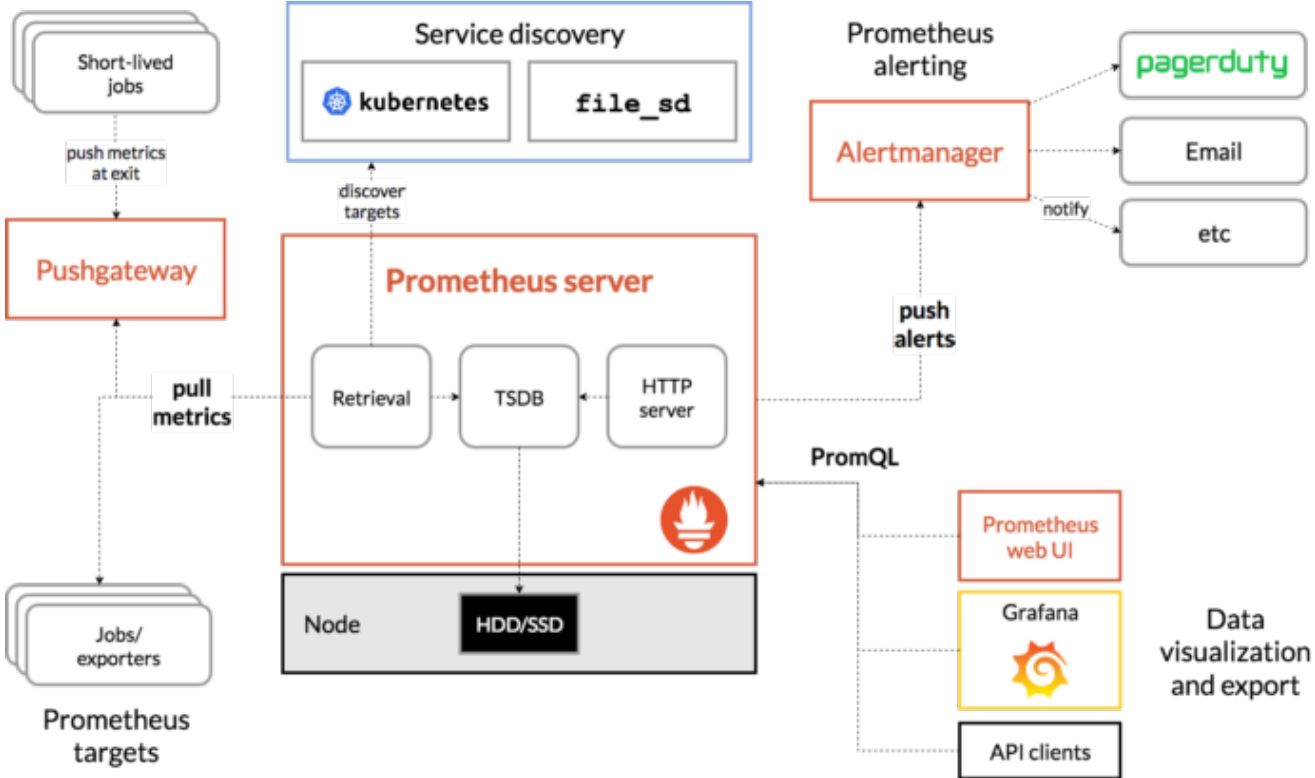 Short-lived
jobs
push metrics
at exit
Pushgateway
pull
metrics
Jobs/
exporters
Prometheus
targets
Service discovery
kubernetes
file_sd
discover
targets
Prometheus server
Retrieval
TSDB
HTTP
server
Node
HDD/SSD
Prometheus
alerting
Alertmanager
pagerduty
Email
notify
etc
push
alerts
PromQL
Prometheus
web UI
Grafana
API clients
Data
visualization
and export